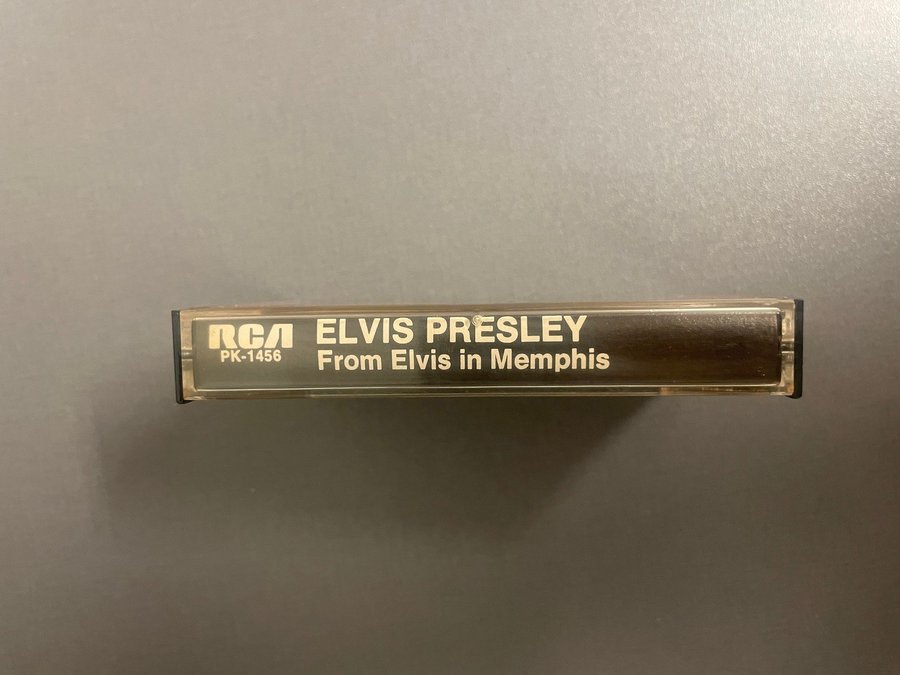 RCA
PK-1456
ELVIS PRESLEY
From Elvis in Memphis